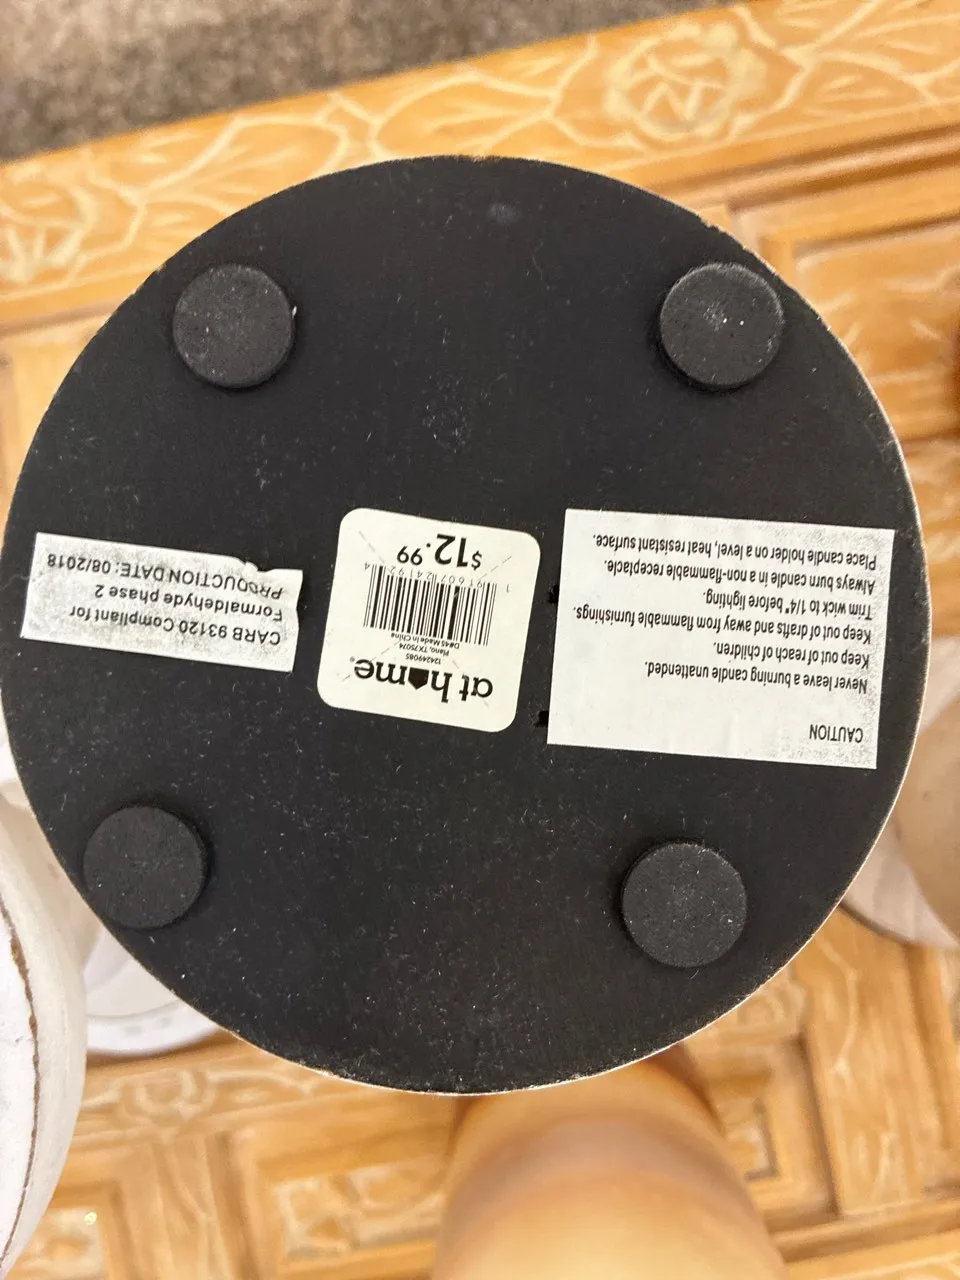 CAUTION
Never leave a burning candle unattended.
Keep out of reach of children.
Keep out of drafts and away from flammable furnishings.
Trim wick to 1/4" before lighting.
Always burn candle in a non-flammable receptacle.
Place candle holder on a level, heat resistant surface.
at home®
124249085
Plano, TX75074
D#45 Made in China
$12.99
CARB 93120 Compliant for
Formaldehyde phase 2
PRODUCTION DATE: 08/2018